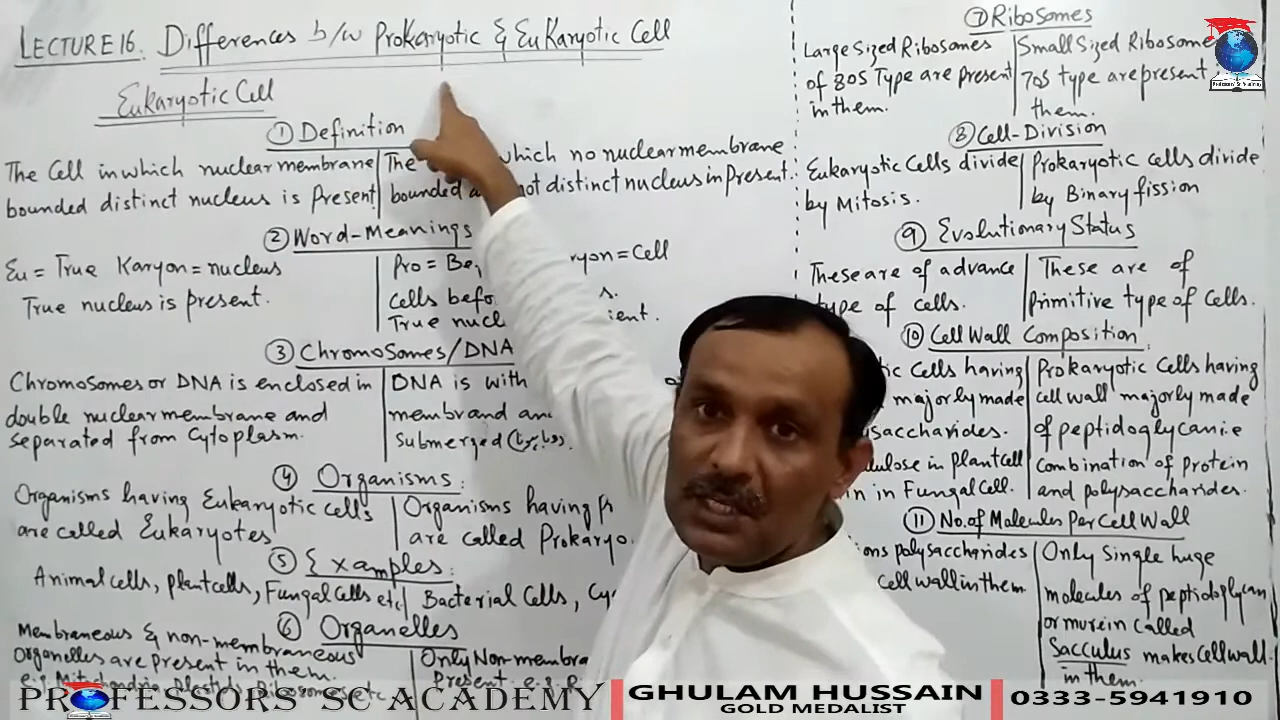 LECTURE 16. Differences b/w Prokaryotic & Eukaryotic Cell
Eukaryotic Cell
① Definition
The Cell in which nuclear membrane
bounded distinct nucleus is Present
The which no nuclear membrane
bounded not distinct nucleus in Present.
② Word-Meanings
Eu = True Karyon = nucleus
True nucleus is present.
Pro = Be
ryon = Cell
Cells befo
True nucl
③ Chromosomes/DNA
Chromosomes or DNA is enclosed in
double nuclear membrane and
separated from Cytoplasm.
DNA is with
membrand an
Submerged
④ Organisms:
Organisms having Eukaryotic cells
are called Eukaryotes
Organisms having
are called Prokaryo
⑤ Examples:
Animal cells, plant cells, Fungal cells etc
Bacterial Cells, Cy
⑥ Organelles
Membraneous & non-membraneous
Organelles are present in them.
Only Non-membra
Present
⑦ Ribosomes
Large Sized Ribosomes
of 80S Type are present
in them.
Small Sized Ribosome
70S type are present
them.
⑧ Cell-Division
Eukaryotic Cells divide
by Mitosis.
Prokaryotic cells divide
by Binary fission
⑨ Evolutionary Status
These are of advance
type of cells.
These are of
primitive type of Cells.
⑩ Cell Wall Composition:
ic Cells having
majorly made
saccharides.
lulose in plant cell
in Fungal Cell.
Prokaryotic Cells having
cell wall majorly made
of peptidoglycan i.e
Combination of Protein
and polysaccharides.
⑪ No. of Molecules Per Cell Wall
ions polysaccharides
cell wall in them
Only Single huge
molecules of peptidoglycan
or murein called
Sacculus makes cell wall
in them.
PROFESSORS' SC ACADEMY
GHULAM HUSSAIN
GOLD MEDALIST
0333-5941910